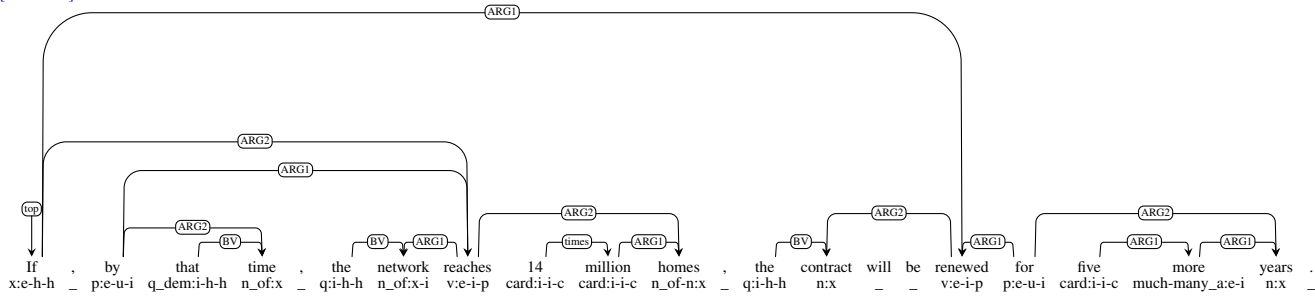 ARG1
ARG2
ARG1
top ARG2 ARG2 ARG2 ARG2
BV BV ARG1 times ARG1 BV ARG1 ARG1 ARG1
If , by that time , the network reaches 14 million homes , the contract will be renewed for five more years .
x:e-h-h _ p:e-u-i q_dem:i-h-h n_of:x _ q:i-h-h n_of:x-i v:e-i-p card:i-i-c card:i-i-c n_of-n:x _ q:i-h-h n:x _ _ v:e-i-p p:e-u-i card:i-i-c much-many_a:e-i n:x _